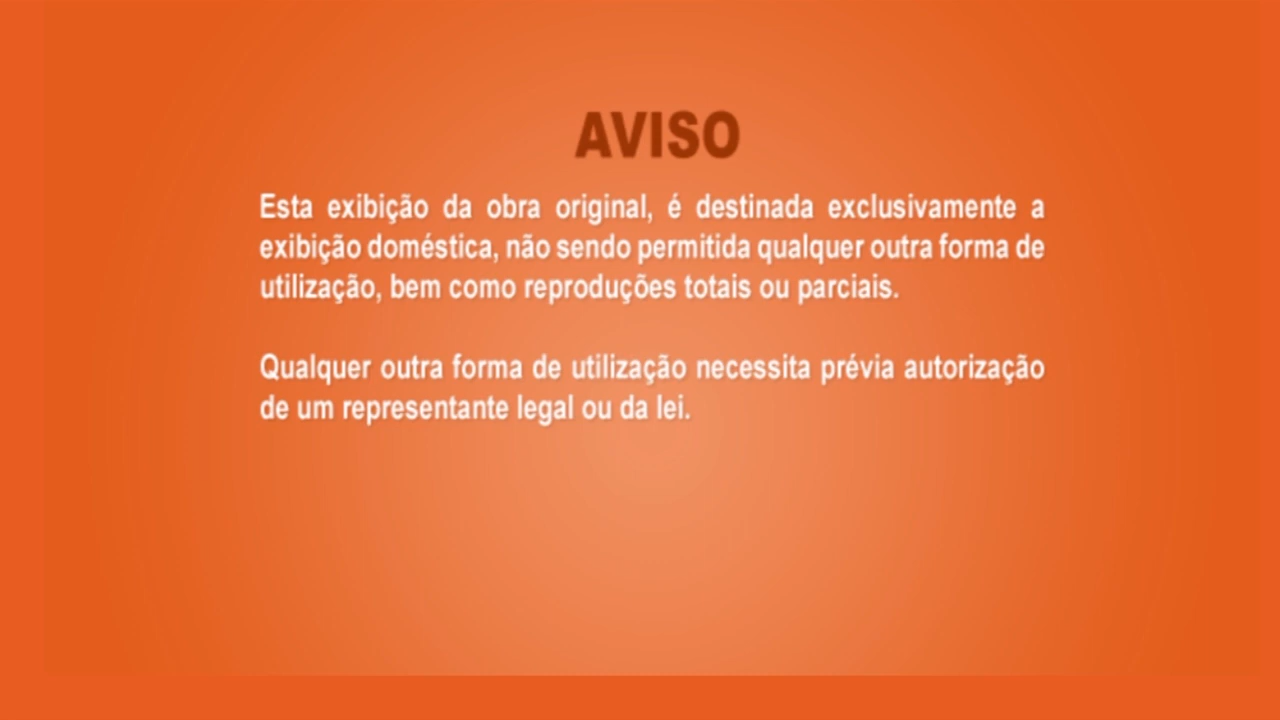 AVISO
Esta exibição da obra original, é destinada exclusivamente a
exibição doméstica, não sendo permitida qualquer outra forma de
utilização, bem como reproduções totais ou parciais.
Qualquer outra forma de utilização necessita prévia autorização
de um representante legal ou da lei.